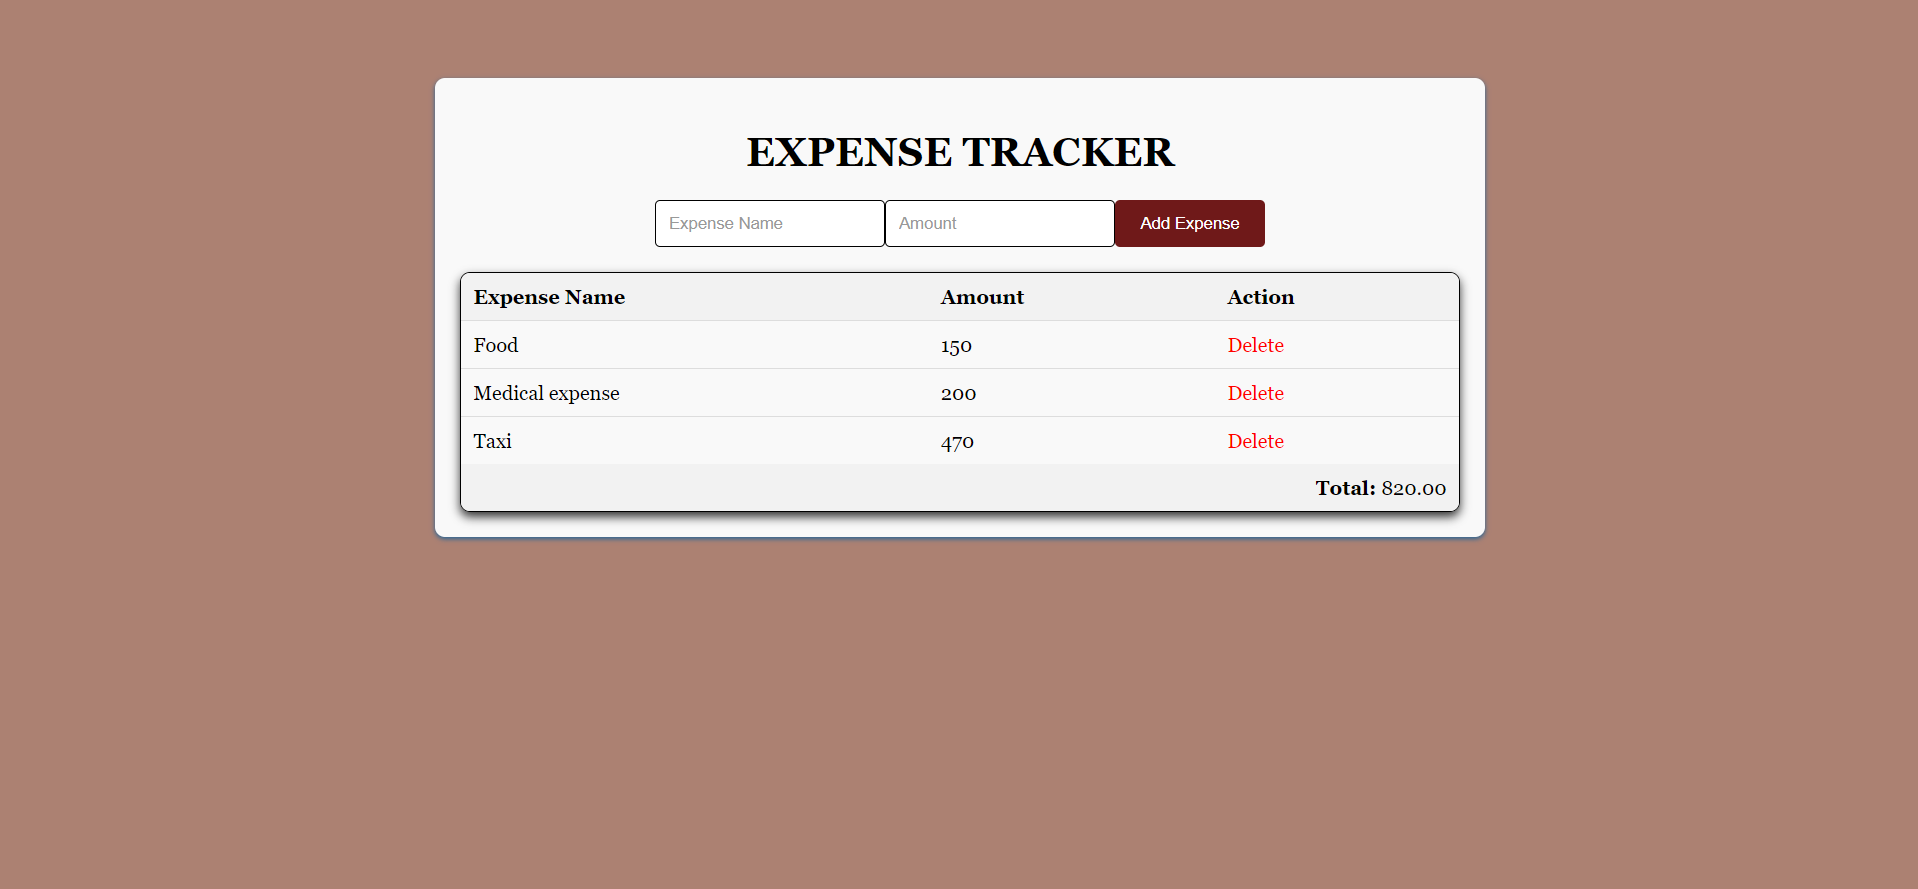 EXPENSE TRACKER
Expense Name Amount Add Expense
Expense Name Amount Action
Food 150 Delete
Medical expense 200 Delete
Taxi 470 Delete
Total: 820.00